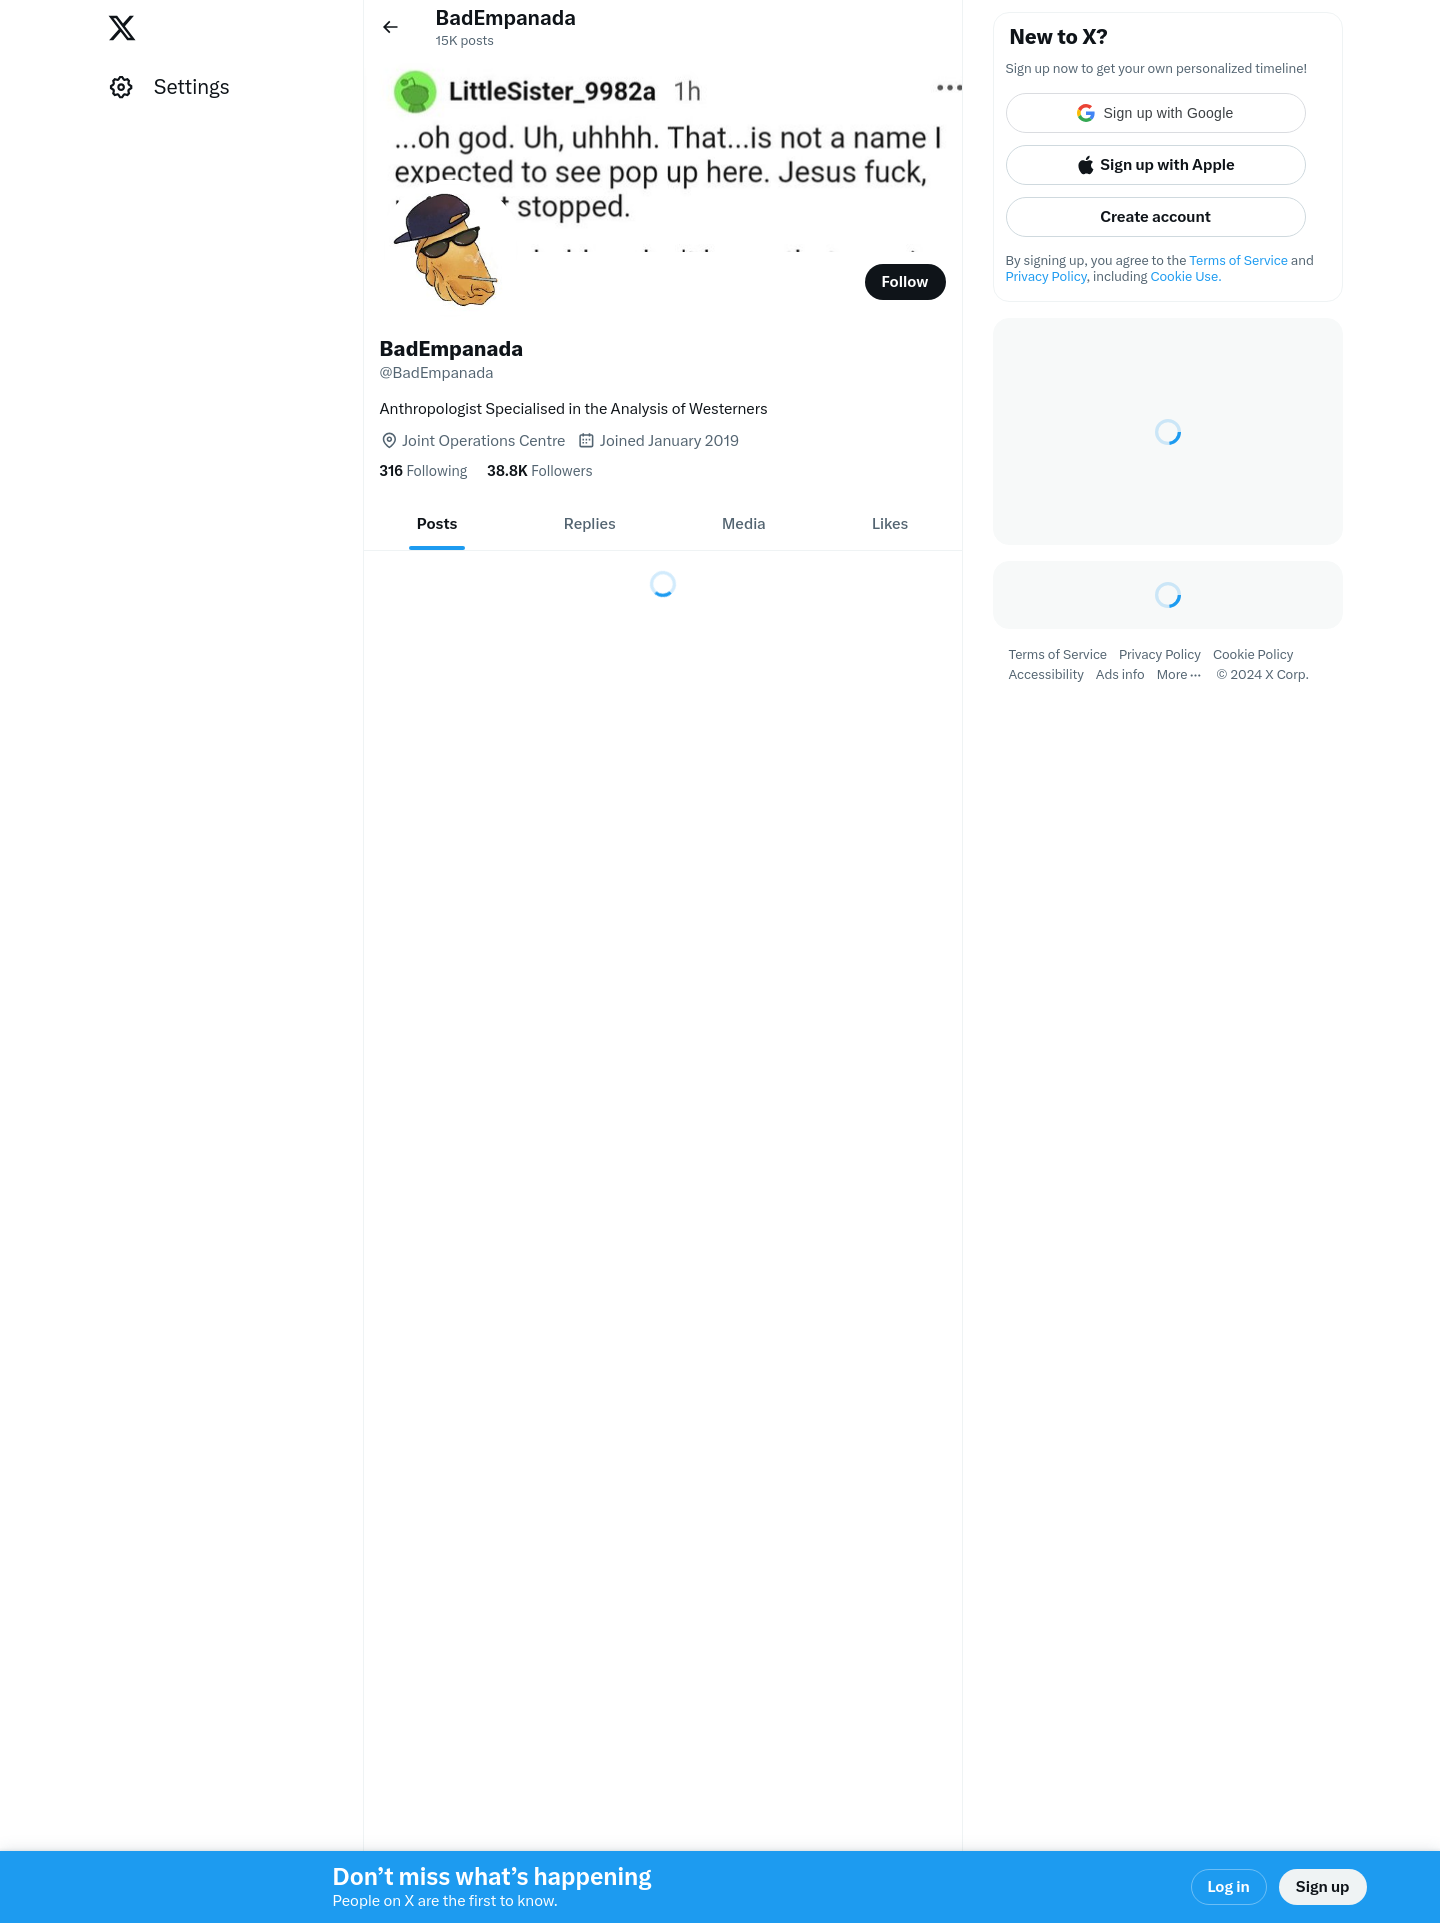 Settings
BadEmpanada
15K posts
LittleSister_9982a 1h
...oh god. Uh, uhhhh. That...is not a name I
expected to see pop up here. Jesus fuck,
stopped.
Follow
BadEmpanada
@BadEmpanada
Anthropologist Specialised in the Analysis of Westerners
Joint Operations Centre Joined January 2019
316 Following 38.8K Followers
Posts Replies Media Likes
New to X?
Sign up now to get your own personalized timeline!
Sign up with Google
Sign up with Apple
Create account
By signing up, you agree to the Terms of Service and
Privacy Policy, including Cookie Use.
Terms of Service Privacy Policy Cookie Policy
Accessibility Ads info More ··· © 2024 X Corp.
Don’t miss what’s happening
People on X are the first to know.
Log in Sign up